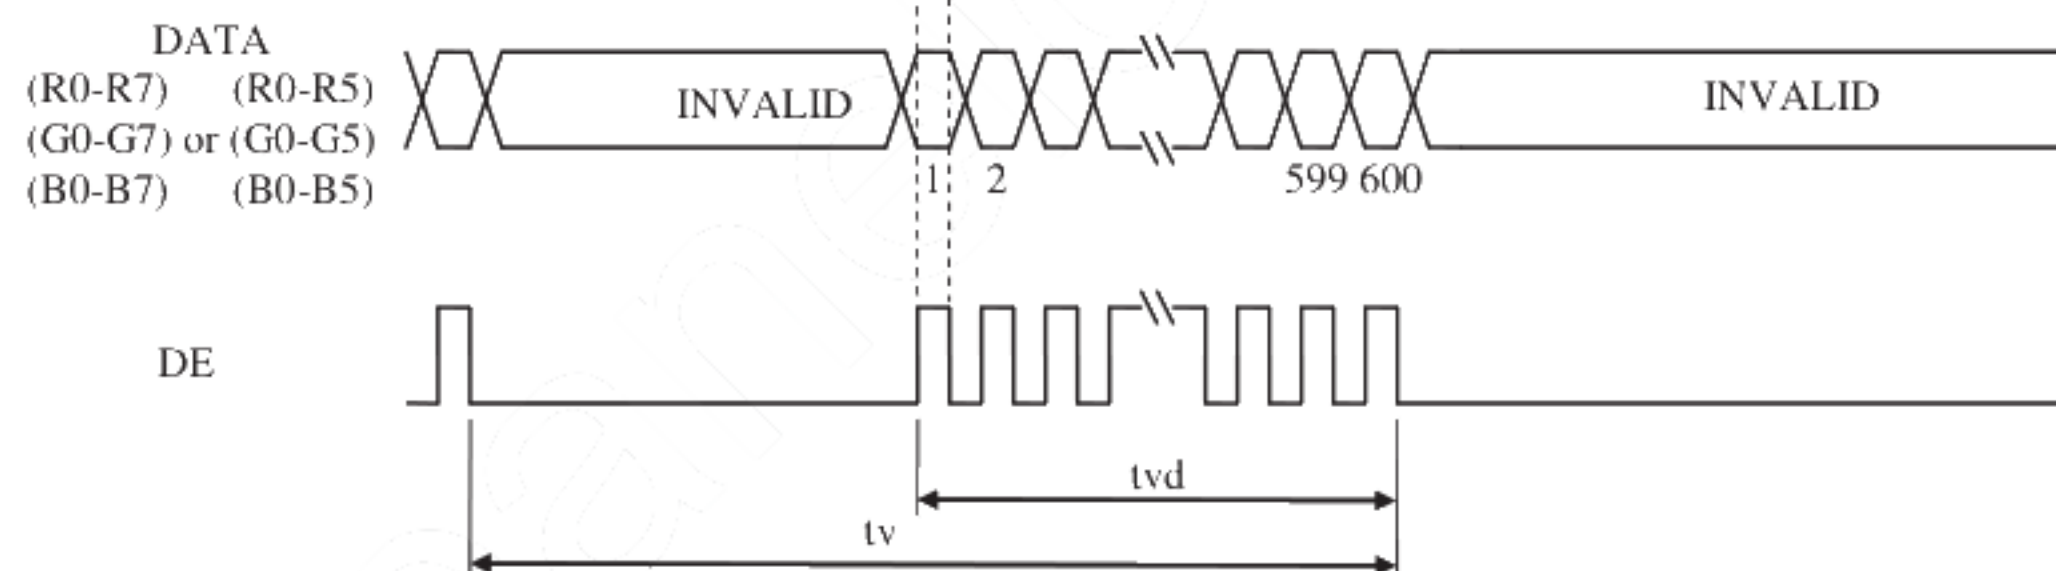 DATA
(R0-R7) (R0-R5)
(G0-G7) or (G0-G5)
(B0-B7) (B0-B5)
INVALID
INVALID
1 2 599 600
DE
tvd
tv